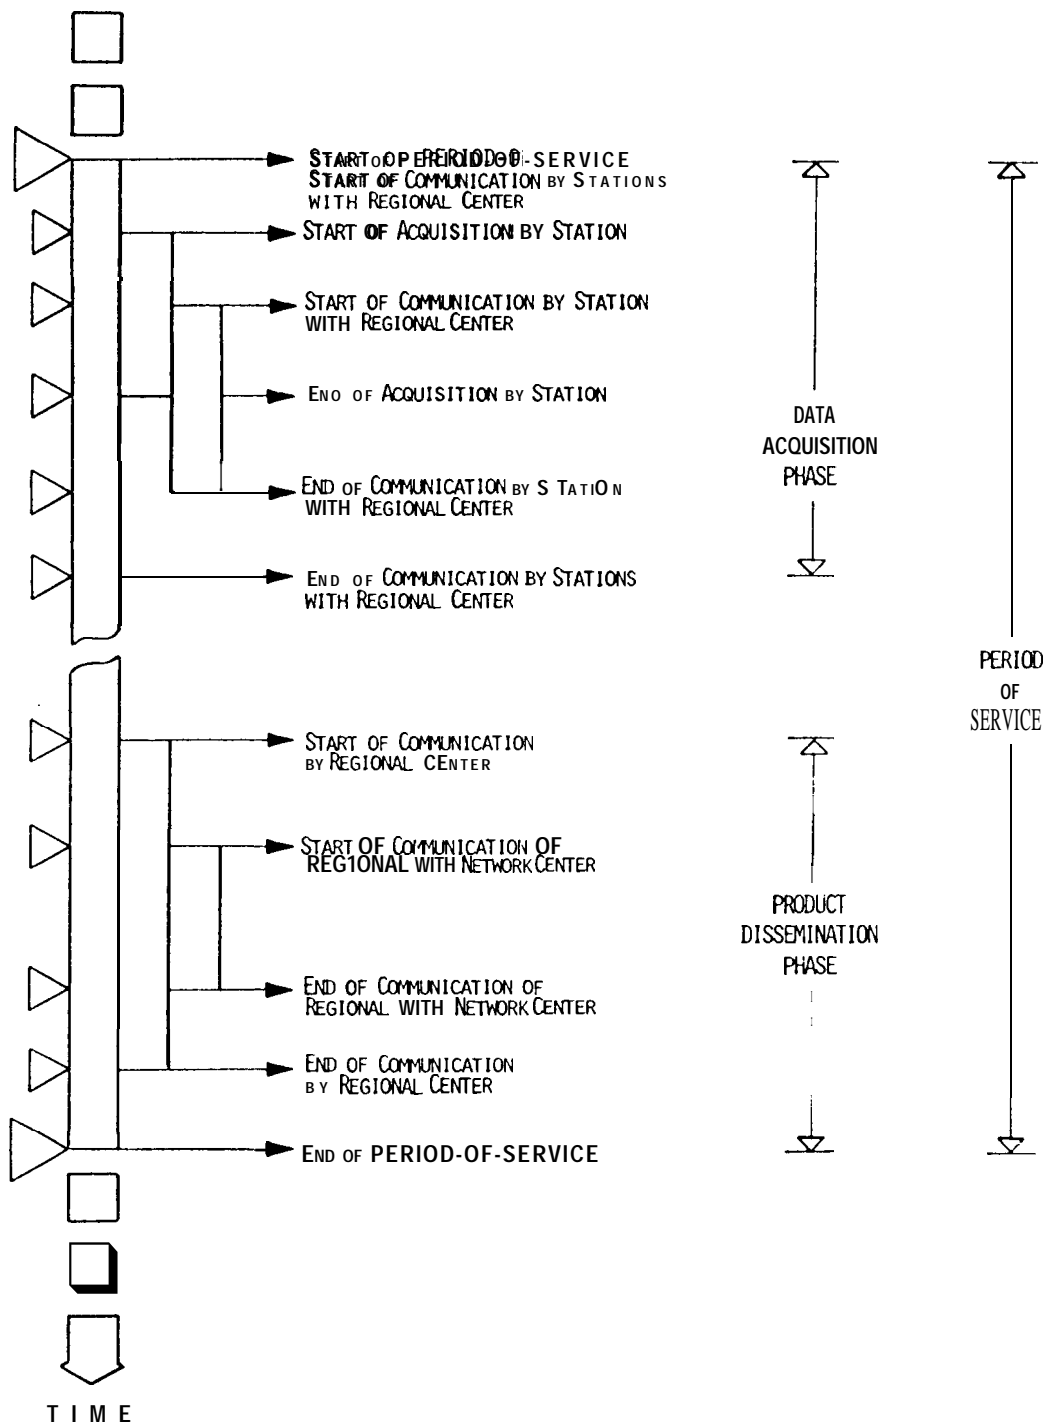 START OF PERIOD-OF-SERVICE
START OF COMMUNICATION BY STATIONS
WITH REGIONAL CENTER
START OF ACQUISITION BY STATION
START OF COMMUNICATION BY STATION
WITH REGIONAL CENTER
ENO OF ACQUISITION BY STATION
END OF COMMUNICATION BY STATION
WITH REGIONAL CENTER
END OF COMMUNICATION BY STATIONS
WITH REGIONAL CENTER
DATA
ACQUISITION
PHASE
PERIOD
OF
SERVICE
START OF COMMUNICATION
BY REGIONAL CENTER
START OF COMMUNICATION OF
REG1ONAL WITH NETWORK CENTER
END OF COMMUNICATION OF
REGIONAL WITH NETWORK CENTER
END OF COMMUNICATION
BY REGIONAL CENTER
END OF PERIOD-OF-SERVICE
PRODUCT
DISSEMINATION
PHASE
TIME